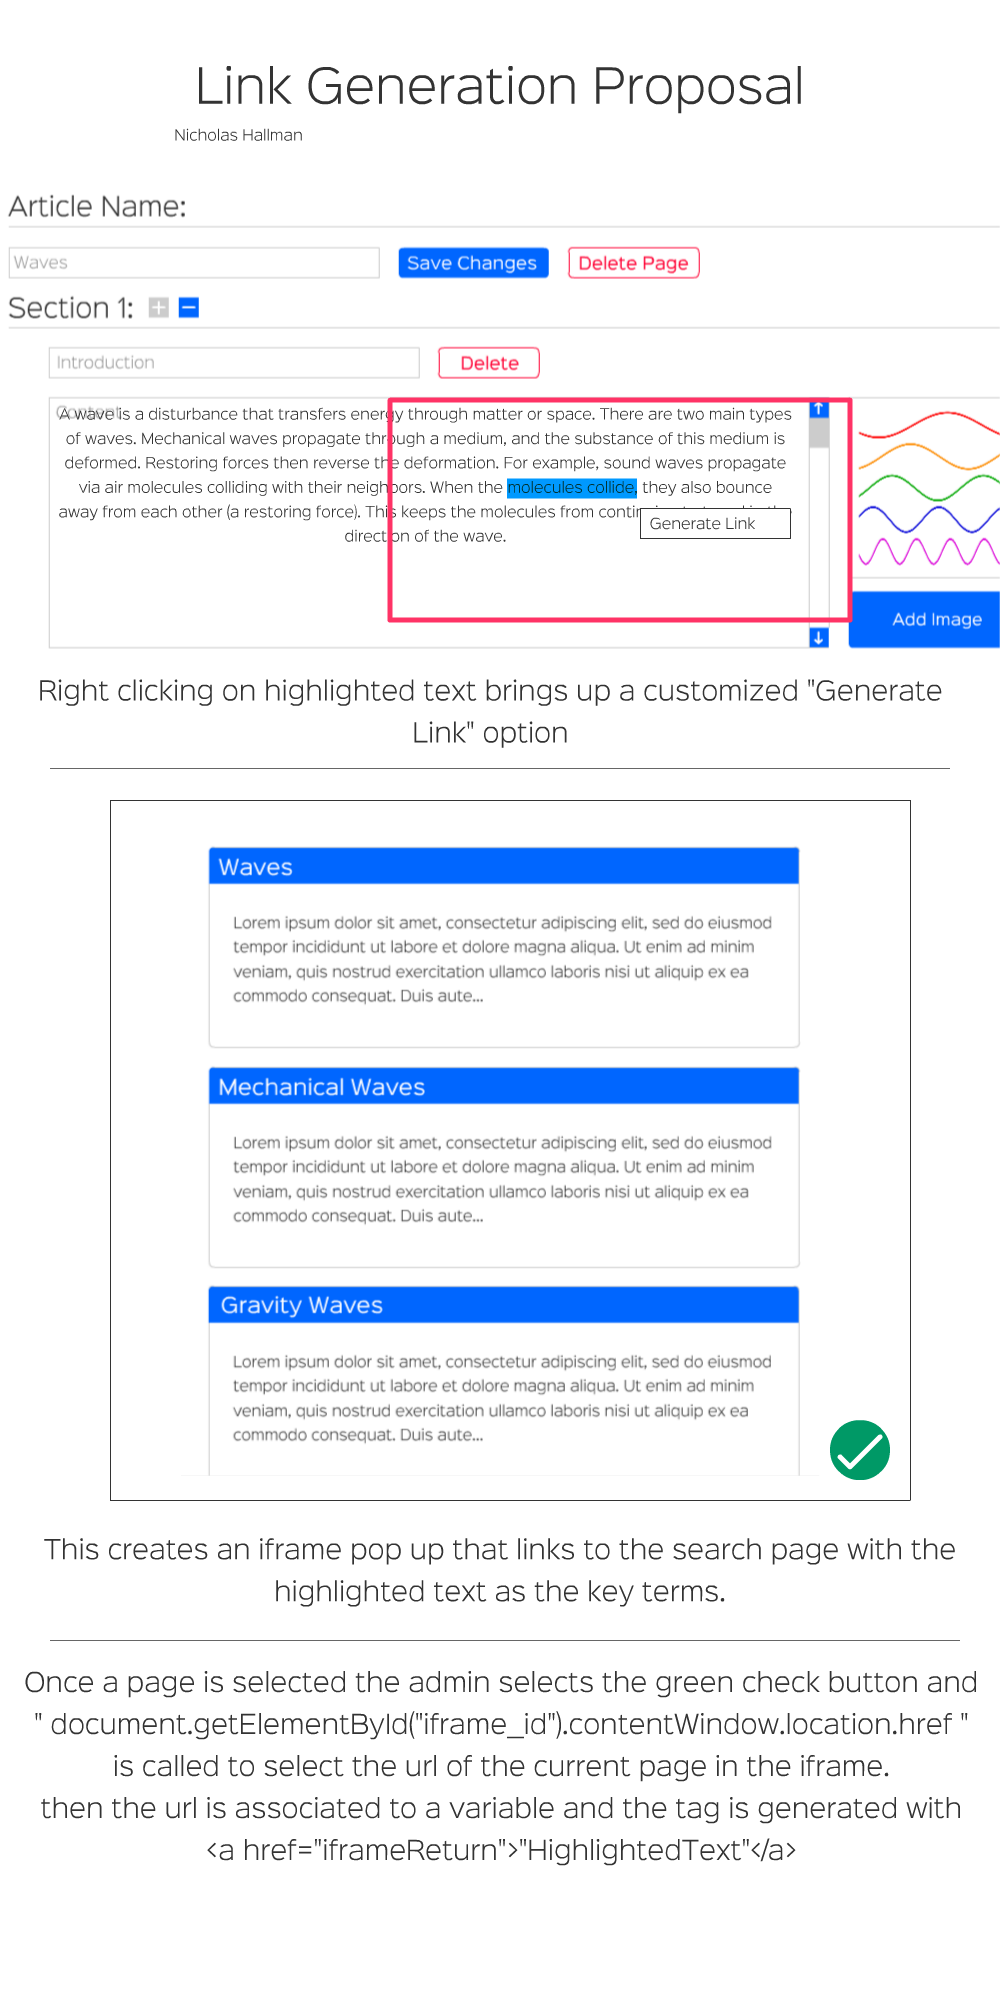 Link Generation Proposal
Nicholas Hallman
Article Name:
Waves
Save Changes
Delete Page
Section 1:
Introduction
Delete
Content
A wave is a disturbance that transfers energy through matter or space. There are two main types
of waves. Mechanical waves propagate through a medium, and the substance of this medium is
deformed. Restoring forces then reverse the deformation. For example, sound waves propagate
via air molecules colliding with their neighbors. When the molecules collide, they also bounce
away from each other (a restoring force). This keeps the molecules from
direction of the wave.
Generate Link
Add Image
Right clicking on highlighted text brings up a customized "Generate
Link" option
Waves
Lorem ipsum dolor sit amet, consectetur adipiscing elit, sed do eiusmod
tempor incididunt ut labore et dolore magna aliqua. Ut enim ad minim
veniam, quis nostrud exercitation ullamco laboris nisi ut aliquip ex ea
commodo consequat. Duis aute...
Mechanical Waves
Lorem ipsum dolor sit amet, consectetur adipiscing elit, sed do eiusmod
tempor incididunt ut labore et dolore magna aliqua. Ut enim ad minim
veniam, quis nostrud exercitation ullamco laboris nisi ut aliquip ex ea
commodo consequat. Duis aute...
Gravity Waves
Lorem ipsum dolor sit amet, consectetur adipiscing elit, sed do eiusmod
tempor incididunt ut labore et dolore magna aliqua. Ut enim ad minim
veniam, quis nostrud exercitation ullamco laboris nisi ut aliquip ex ea
commodo consequat. Duis aute...
This creates an iframe pop up that links to the search page with the
highlighted text as the key terms.
Once a page is selected the admin selects the green check button and
" document.getElementById("iframe_id").contentWindow.location.href "
is called to select the url of the current page in the iframe.
then the url is associated to a variable and the tag is generated with
<a href="iframeReturn">"HighlightedText"</a>